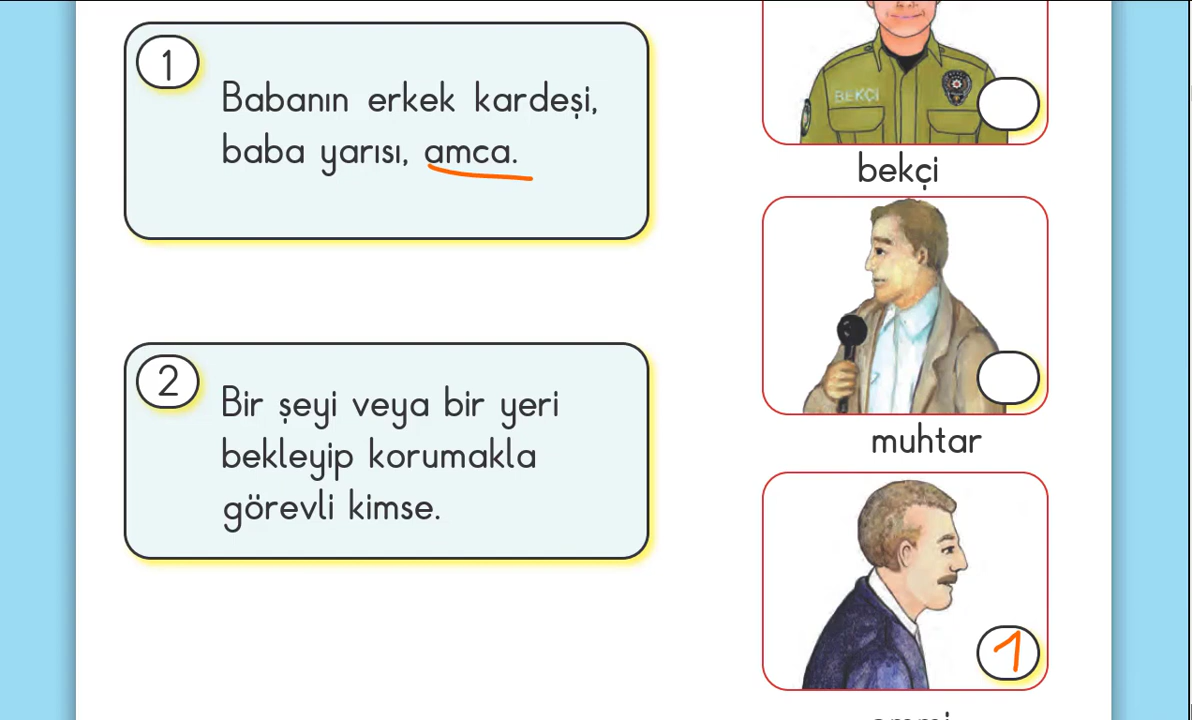 1
Babanın erkek kardeşi,
baba yarısı, amca.
2
Bir şeyi veya bir yeri
bekleyip korumakla
görevli kimse.
BEKÇİ
bekçi
muhtar
1